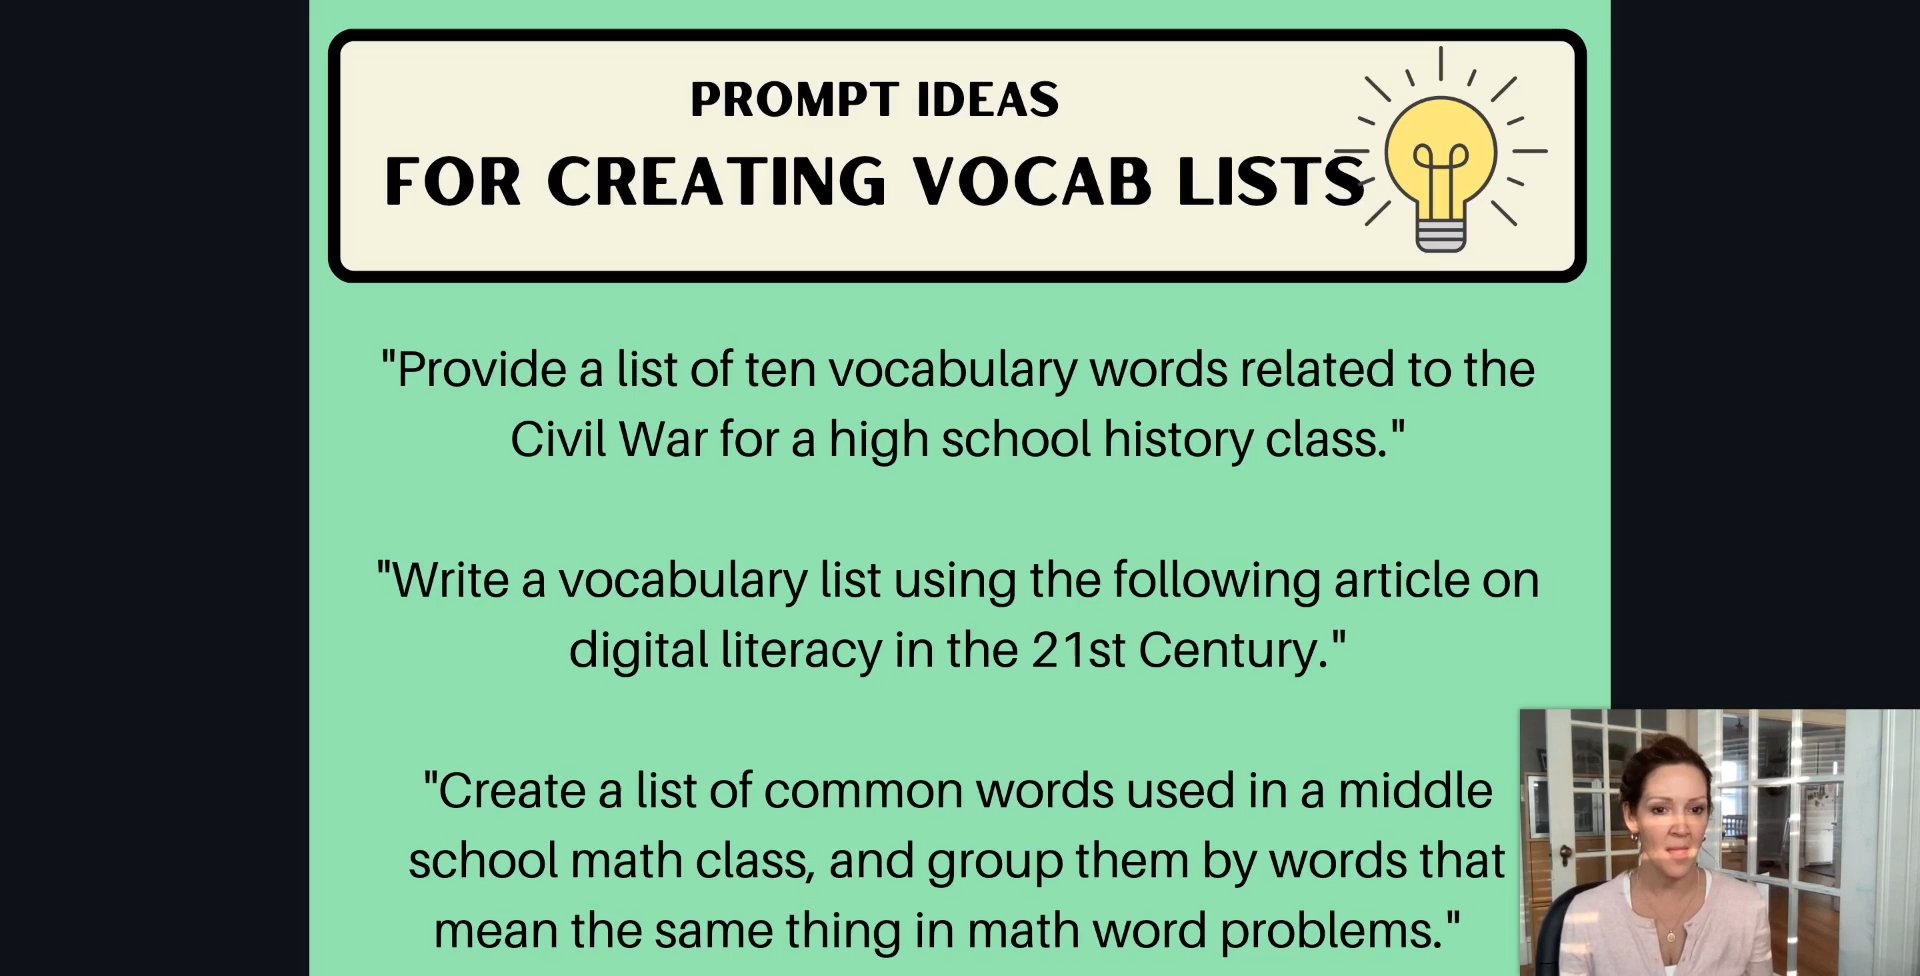 PROMPT IDEAS
FOR CREATING VOCAB LISTS
"Provide a list of ten vocabulary words related to the
Civil War for a high school history class."
"Write a vocabulary list using the following article on
digital literacy in the 21st Century."
"Create a list of common words used in a middle
school math class, and group them by words that
mean the same thing in math word problems."